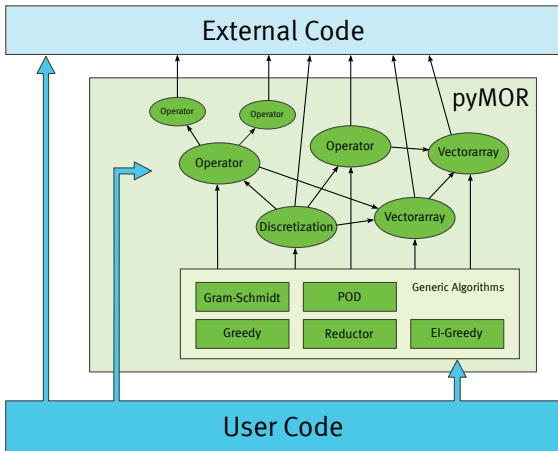 External Code
pyMOR
Operator
Operator
Operator
Operator
Vectorarray
Discretization
Vectorarray
Generic Algorithms
Gram-Schmidt
POD
Greedy
Reductor
EI-Greedy
User Code